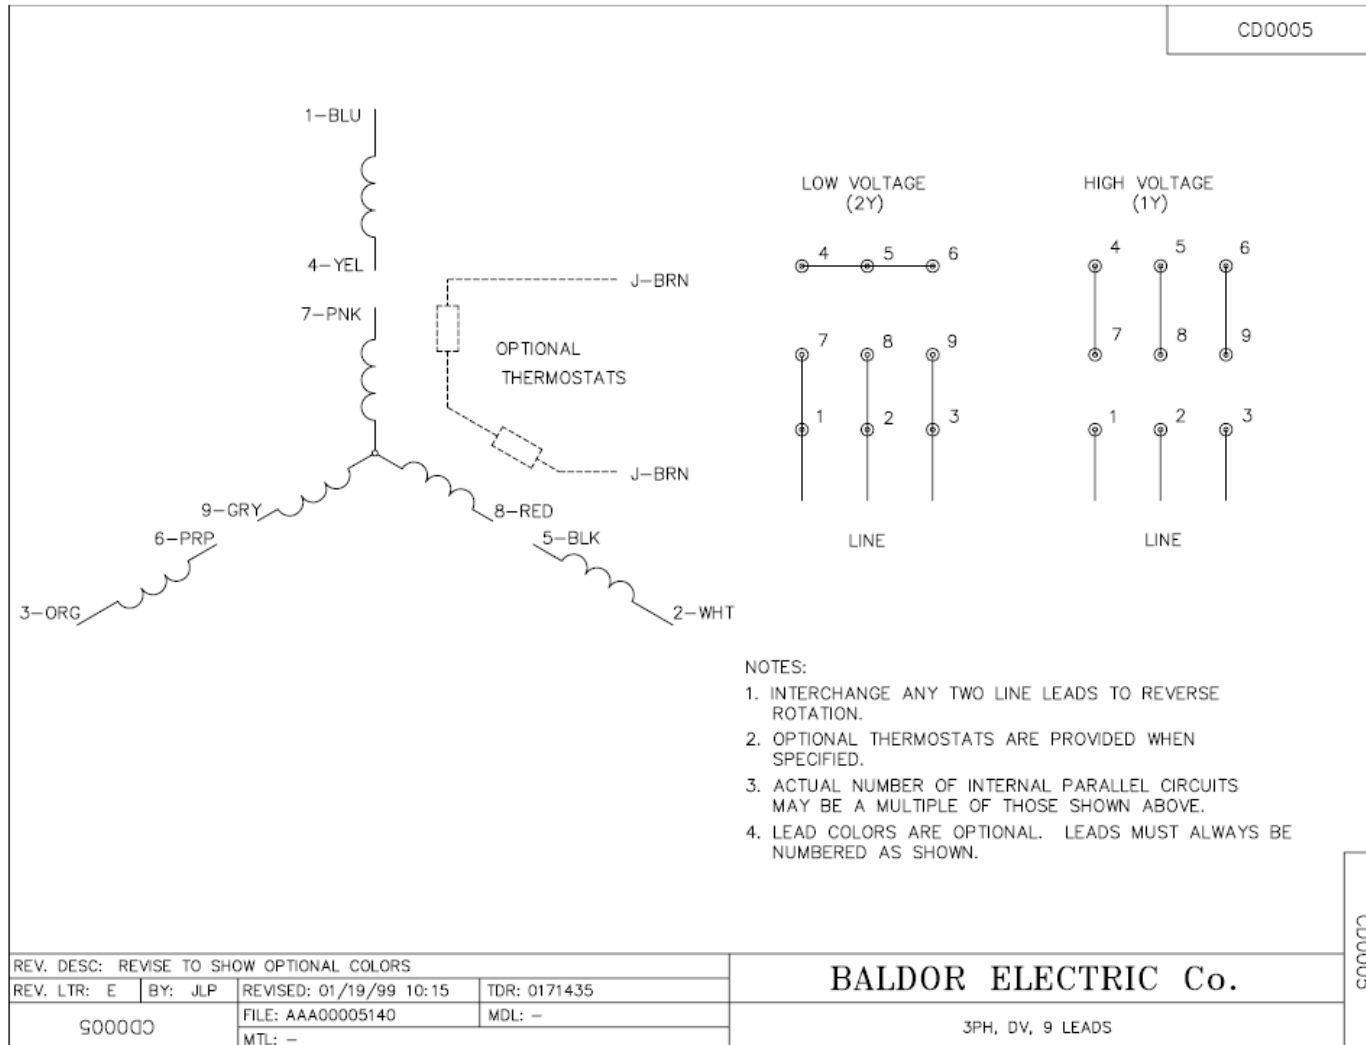 CD0005
1-BLU
4-YEL
7-PNK
J-BRN
OPTIONAL
THERMOSTATS
J-BRN
9-GRY
8-RED
6-PRP
5-BLK
3-ORG
2-WHT
LOW VOLTAGE
(2Y)
4 5 6
7 8 9
1 2 3
LINE
HIGH VOLTAGE
(1Y)
4 5 6
7 8 9
1 2 3
LINE
NOTES:
1. INTERCHANGE ANY TWO LINE LEADS TO REVERSE
ROTATION.
2. OPTIONAL THERMOSTATS ARE PROVIDED WHEN
SPECIFIED.
3. ACTUAL NUMBER OF INTERNAL PARALLEL CIRCUITS
MAY BE A MULTIPLE OF THOSE SHOWN ABOVE.
4. LEAD COLORS ARE OPTIONAL. LEADS MUST ALWAYS BE
NUMBERED AS SHOWN.
CD0005
REV. DESC: REVISE TO SHOW OPTIONAL COLORS
REV. LTR: E BY: JLP REVISED: 01/19/99 10:15 TDR: 0171435
CD0005
FILE: AAA00005140 MDL: -
MTL: -
BALDOR ELECTRIC Co.
3PH, DV, 9 LEADS